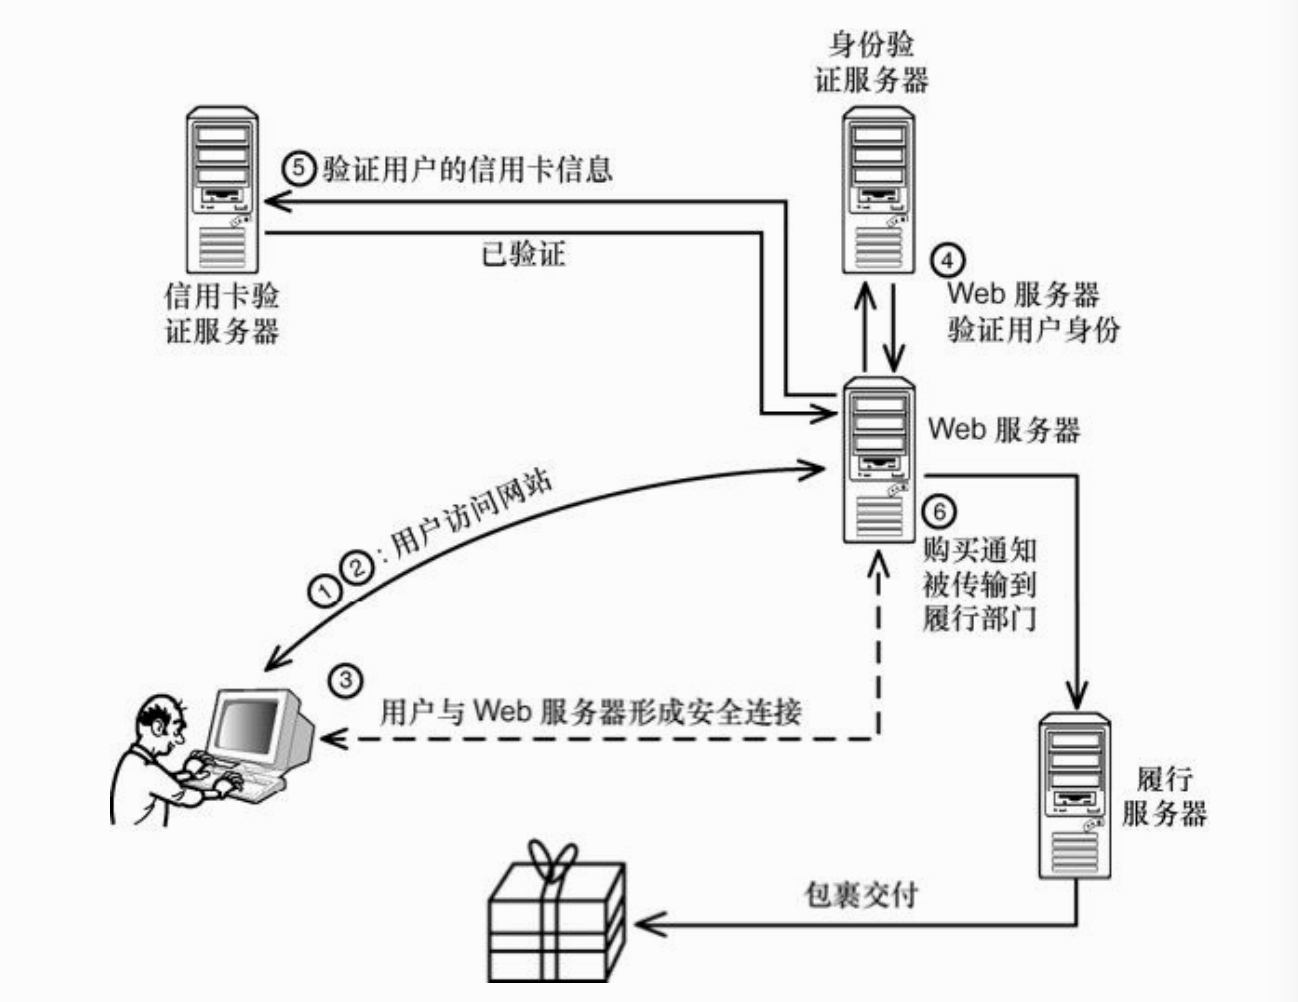 身份验
证服务器
⑤验证用户的信用卡信息
已验证
信用卡验
证服务器
④
Web 服务器
验证用户身份
Web 服务器
①②：用户访问网站
⑥
购买通知
被传输到
履行部门
③
用户与 Web 服务器形成安全连接
履行
服务器
包裹交付